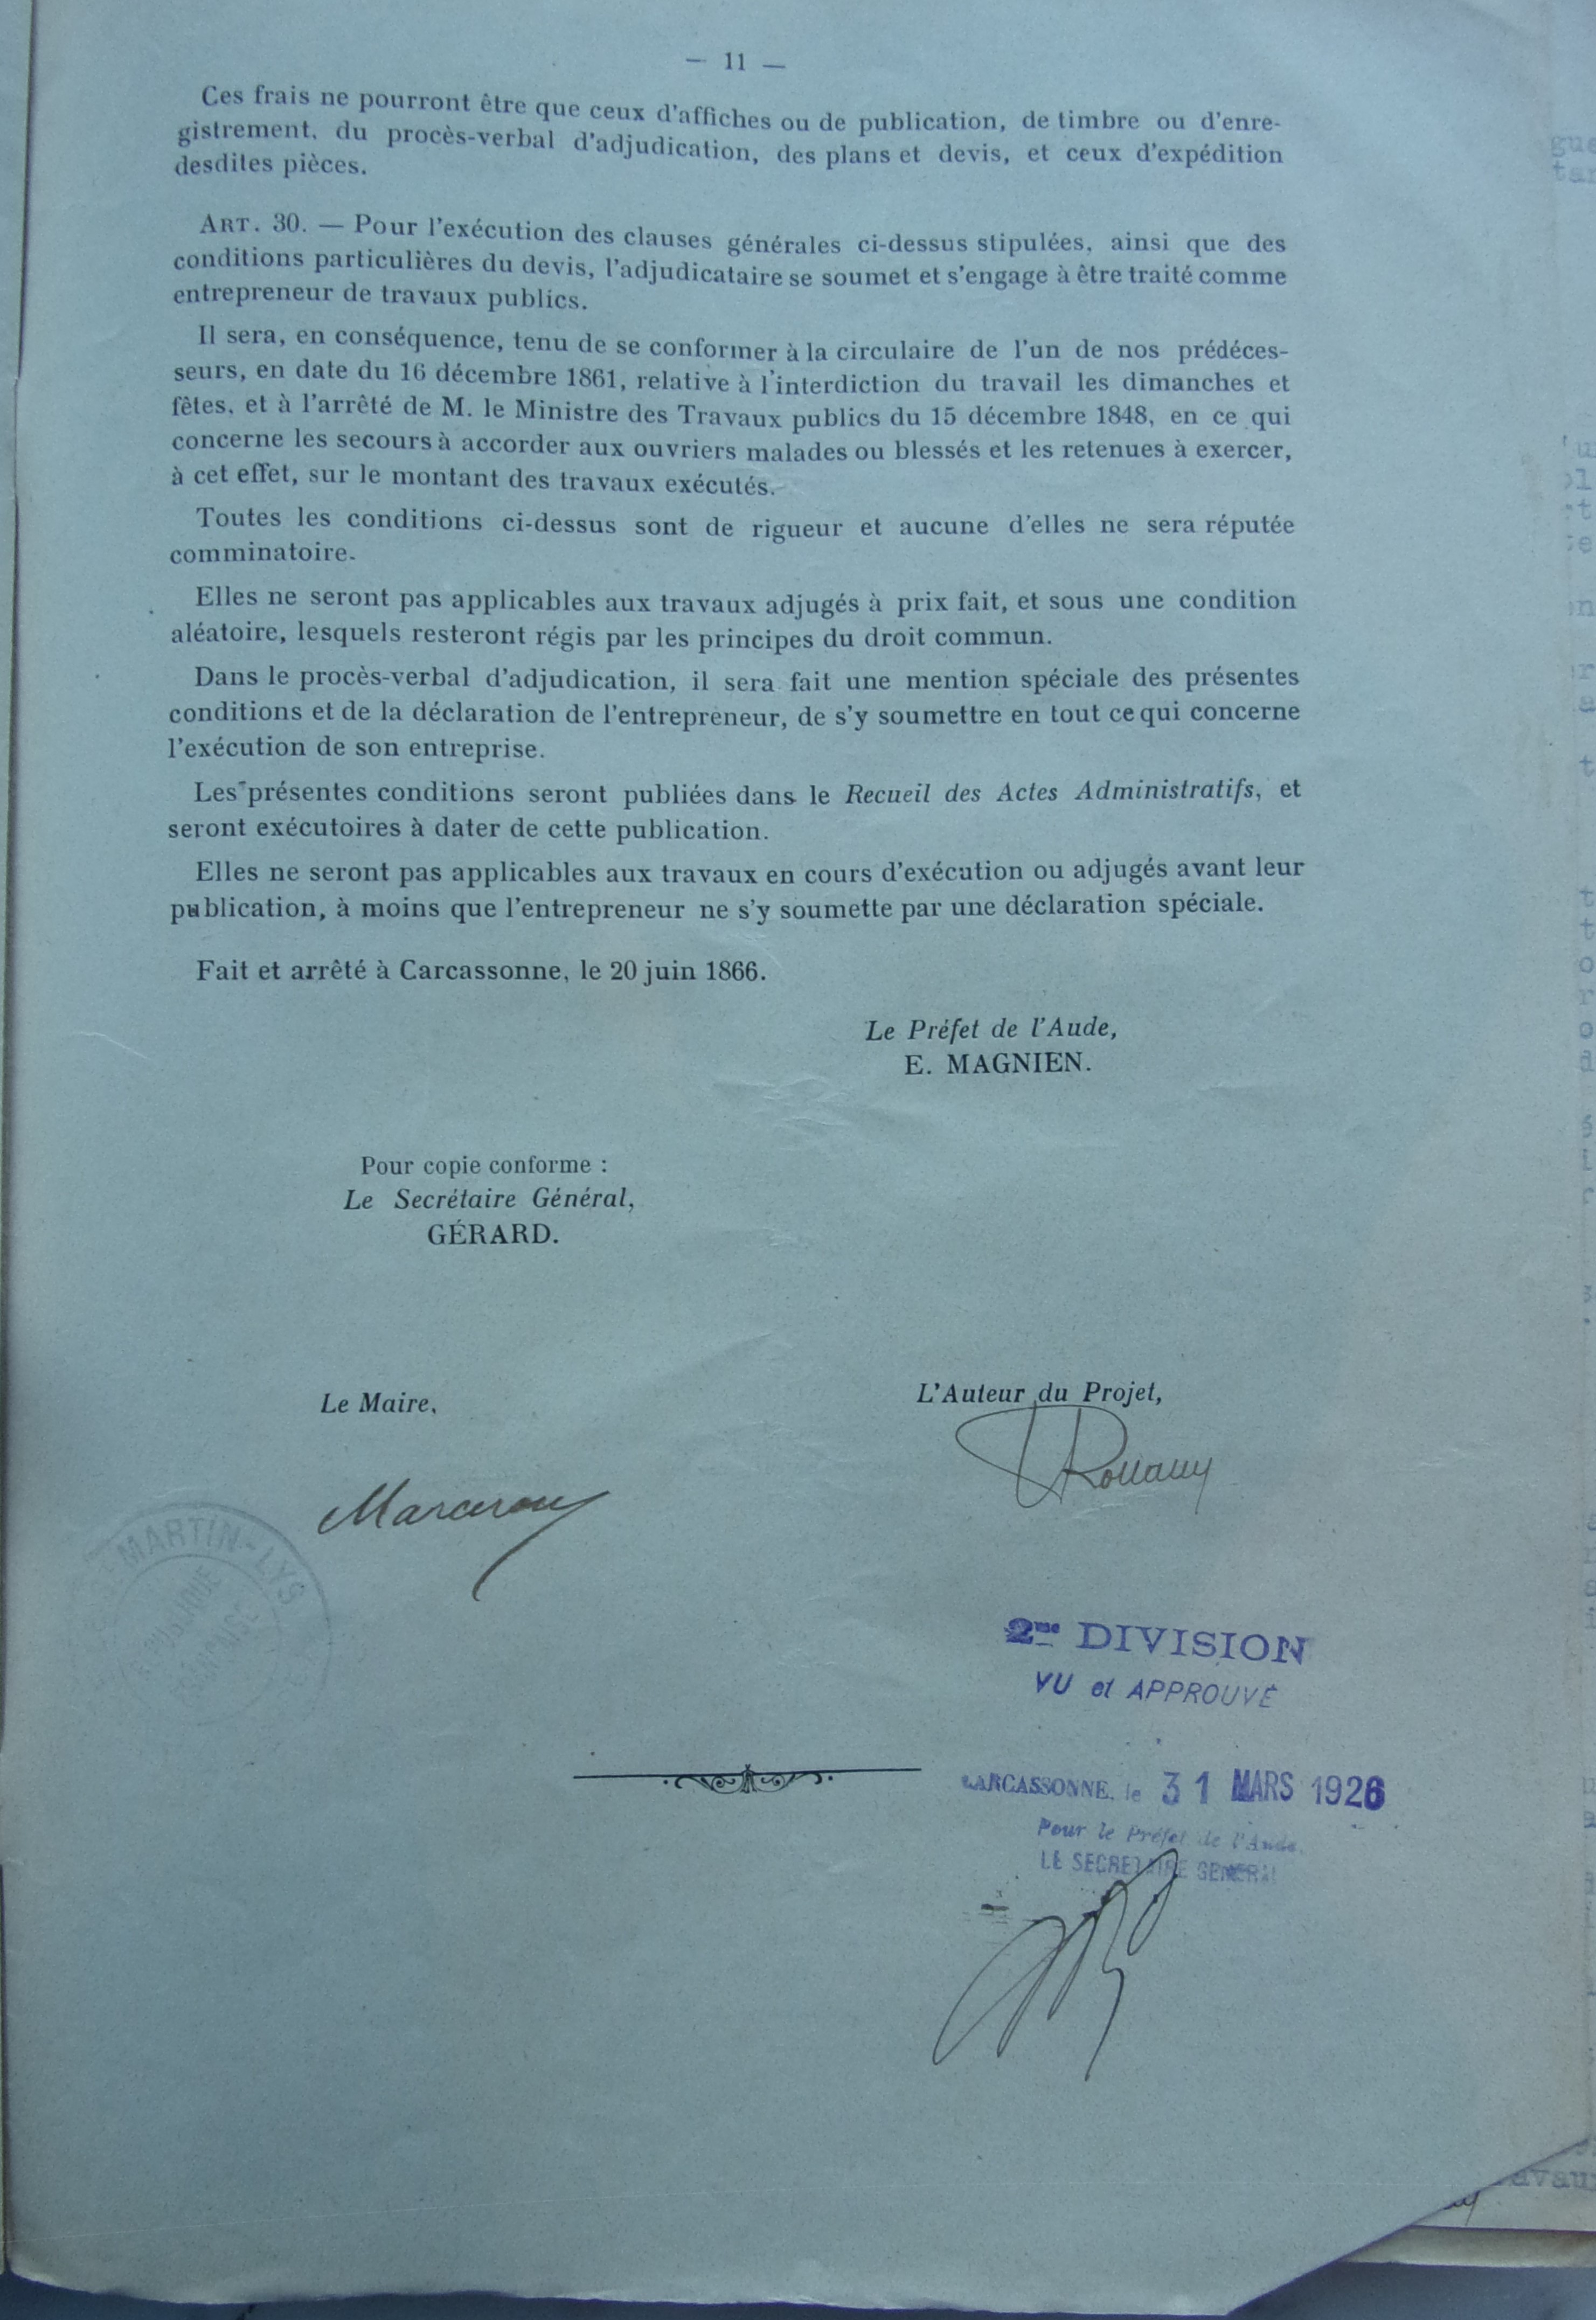 — 11 —
Ces frais ne pourront être que ceux d'affiches ou de publication, de timbre ou d'enre-
gistrement, du procès-verbal d'adjudication, des plans et devis, et ceux d'expédition
desdites pièces.
ART. 30. — Pour l'exécution des clauses générales ci-dessus stipulées, ainsi que des
conditions particulières du devis, l'adjudicataire se soumet et s'engage à être traité comme
entrepreneur de travaux publics.
Il sera, en conséquence, tenu de se conformer à la circulaire de l'un de nos prédéces-
seurs, en date du 16 décembre 1861, relative à l'interdiction du travail les dimanches et
fêtes, et à l'arrêté de M. le Ministre des Travaux publics du 15 décembre 1848, en ce qui
concerne les secours à accorder aux ouvriers malades ou blessés et les retenues à exercer,
à cet effet, sur le montant des travaux exécutés.
Toutes les conditions ci-dessus sont de rigueur et aucune d'elles ne sera réputée
comminatoire.
Elles ne seront pas applicables aux travaux adjugés à prix fait, et sous une condition
aléatoire, lesquels resteront régis par les principes du droit commun.
Dans le procès-verbal d'adjudication, il sera fait une mention spéciale des présentes
conditions et de la déclaration de l'entrepreneur, de s'y soumettre en tout ce qui concerne
l'exécution de son entreprise.
Les présentes conditions seront publiées dans le Recueil des Actes Administratifs, et
seront exécutoires à dater de cette publication.
Elles ne seront pas applicables aux travaux en cours d'exécution ou adjugés avant leur
publication, à moins que l'entrepreneur ne s'y soumette par une déclaration spéciale.
Fait et arrêté à Carcassonne, le 20 juin 1866.
Le Préfet de l'Aude,
E. MAGNIEN.
Pour copie conforme :
Le Secrétaire Général,
GÉRARD.
Le Maire,
L'Auteur du Projet,
MARTIN-LYS
2me DIVISION
VU et APPROUVÉ
CARCASSONNE, le 31 MARS 1926
Pour le Préfet de l'Aude,
LE SECRETAIRE GENERAL